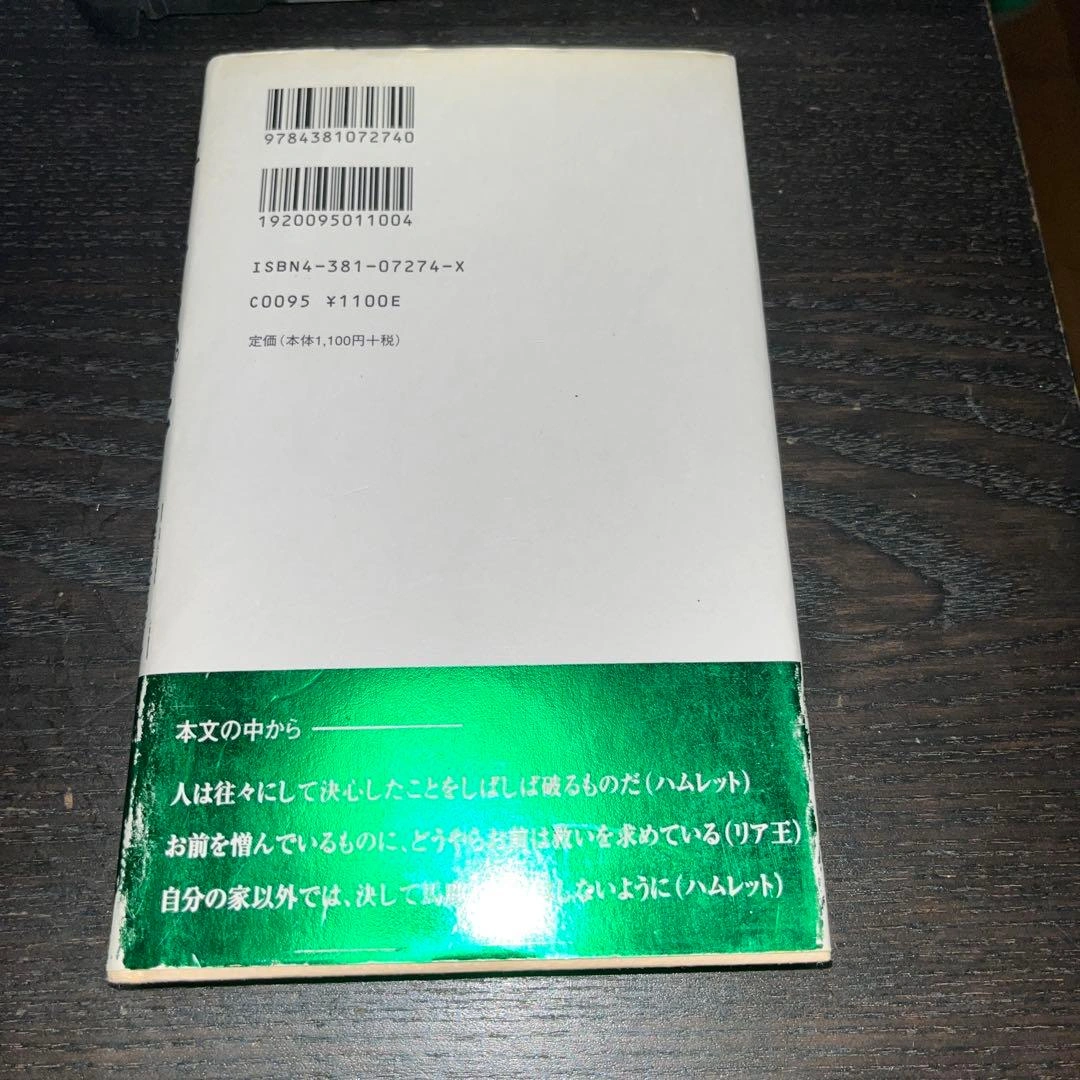 9784381072740
1920095011004
ISBN4-381-07274-X
C0095 ¥1100E
定価(本体1,100円+税)
本文の中から
人は往々にして決心したことをしばしば破るものだ(ハムレット)
お前を憎んでいるものに、どうやらお前は救いを求めている(リア王)
自分の家以外では、決して馬 しないように(ハムレット)